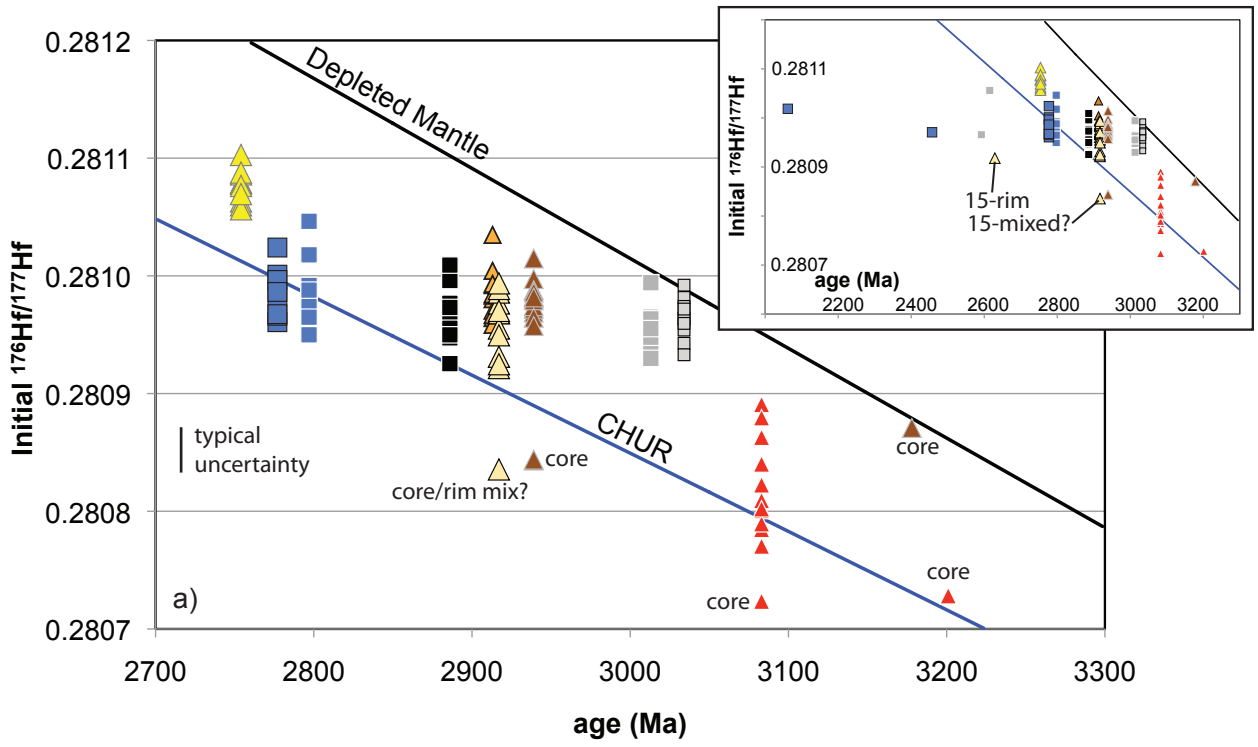 0.2812
0.2811
0.2810
0.2809
0.2808
0.2807
Initial ¹⁷⁶Hf/¹⁷⁷Hf
2700
2800
2900
3000
3100
3200
3300
age (Ma)
Depleted Mantle
CHUR
typical
uncertainty
core
core/rim mix?
core
core
core
a)
0.2811
0.2809
0.2807
Initial ¹⁷⁶Hf/¹⁷⁷Hf
age (Ma)
2200
2400
2600
2800
3000
3200
15-rim
15-mixed?